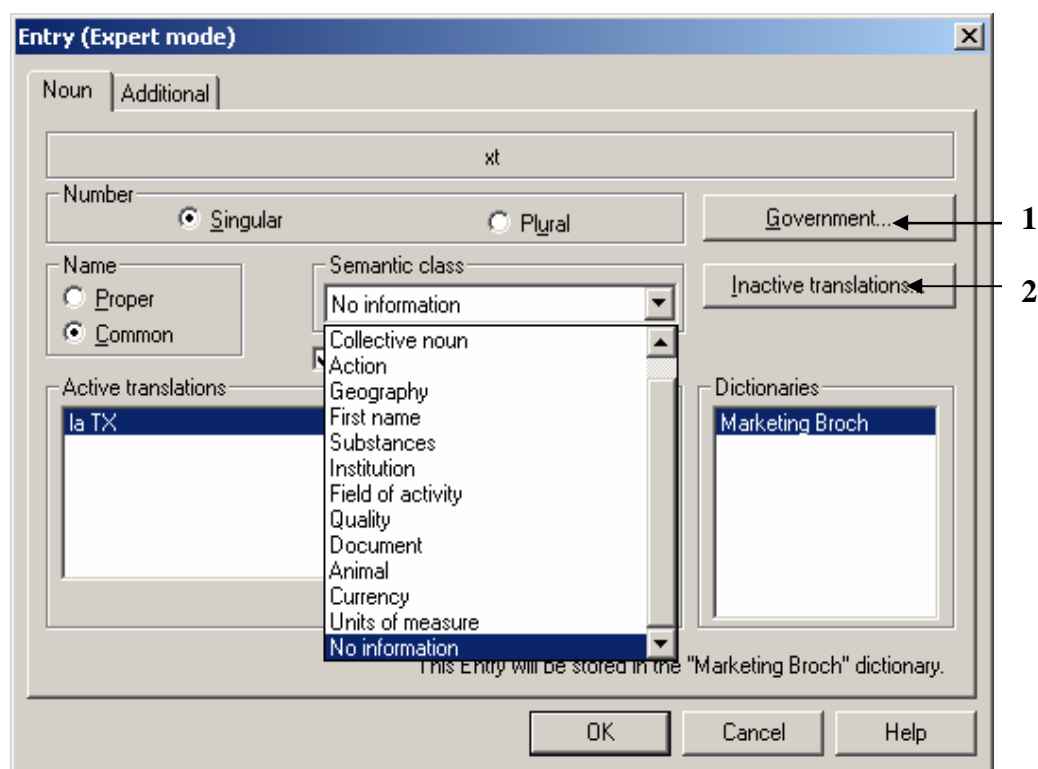 Entry (Expert mode)
Noun Additional
xt
Number
Singular Plural
Government... 1
Name
Proper
Common
Semantic class
No information
Inactive translations... 2
Collective noun
Action
Geography
First name
Substances
Institution
Field of activity
Quality
Document
Animal
Currency
Units of measure
No information
Active translations
la TX
Dictionaries
Marketing Broch
This Entry will be stored in the "Marketing Broch" dictionary.
OK Cancel Help